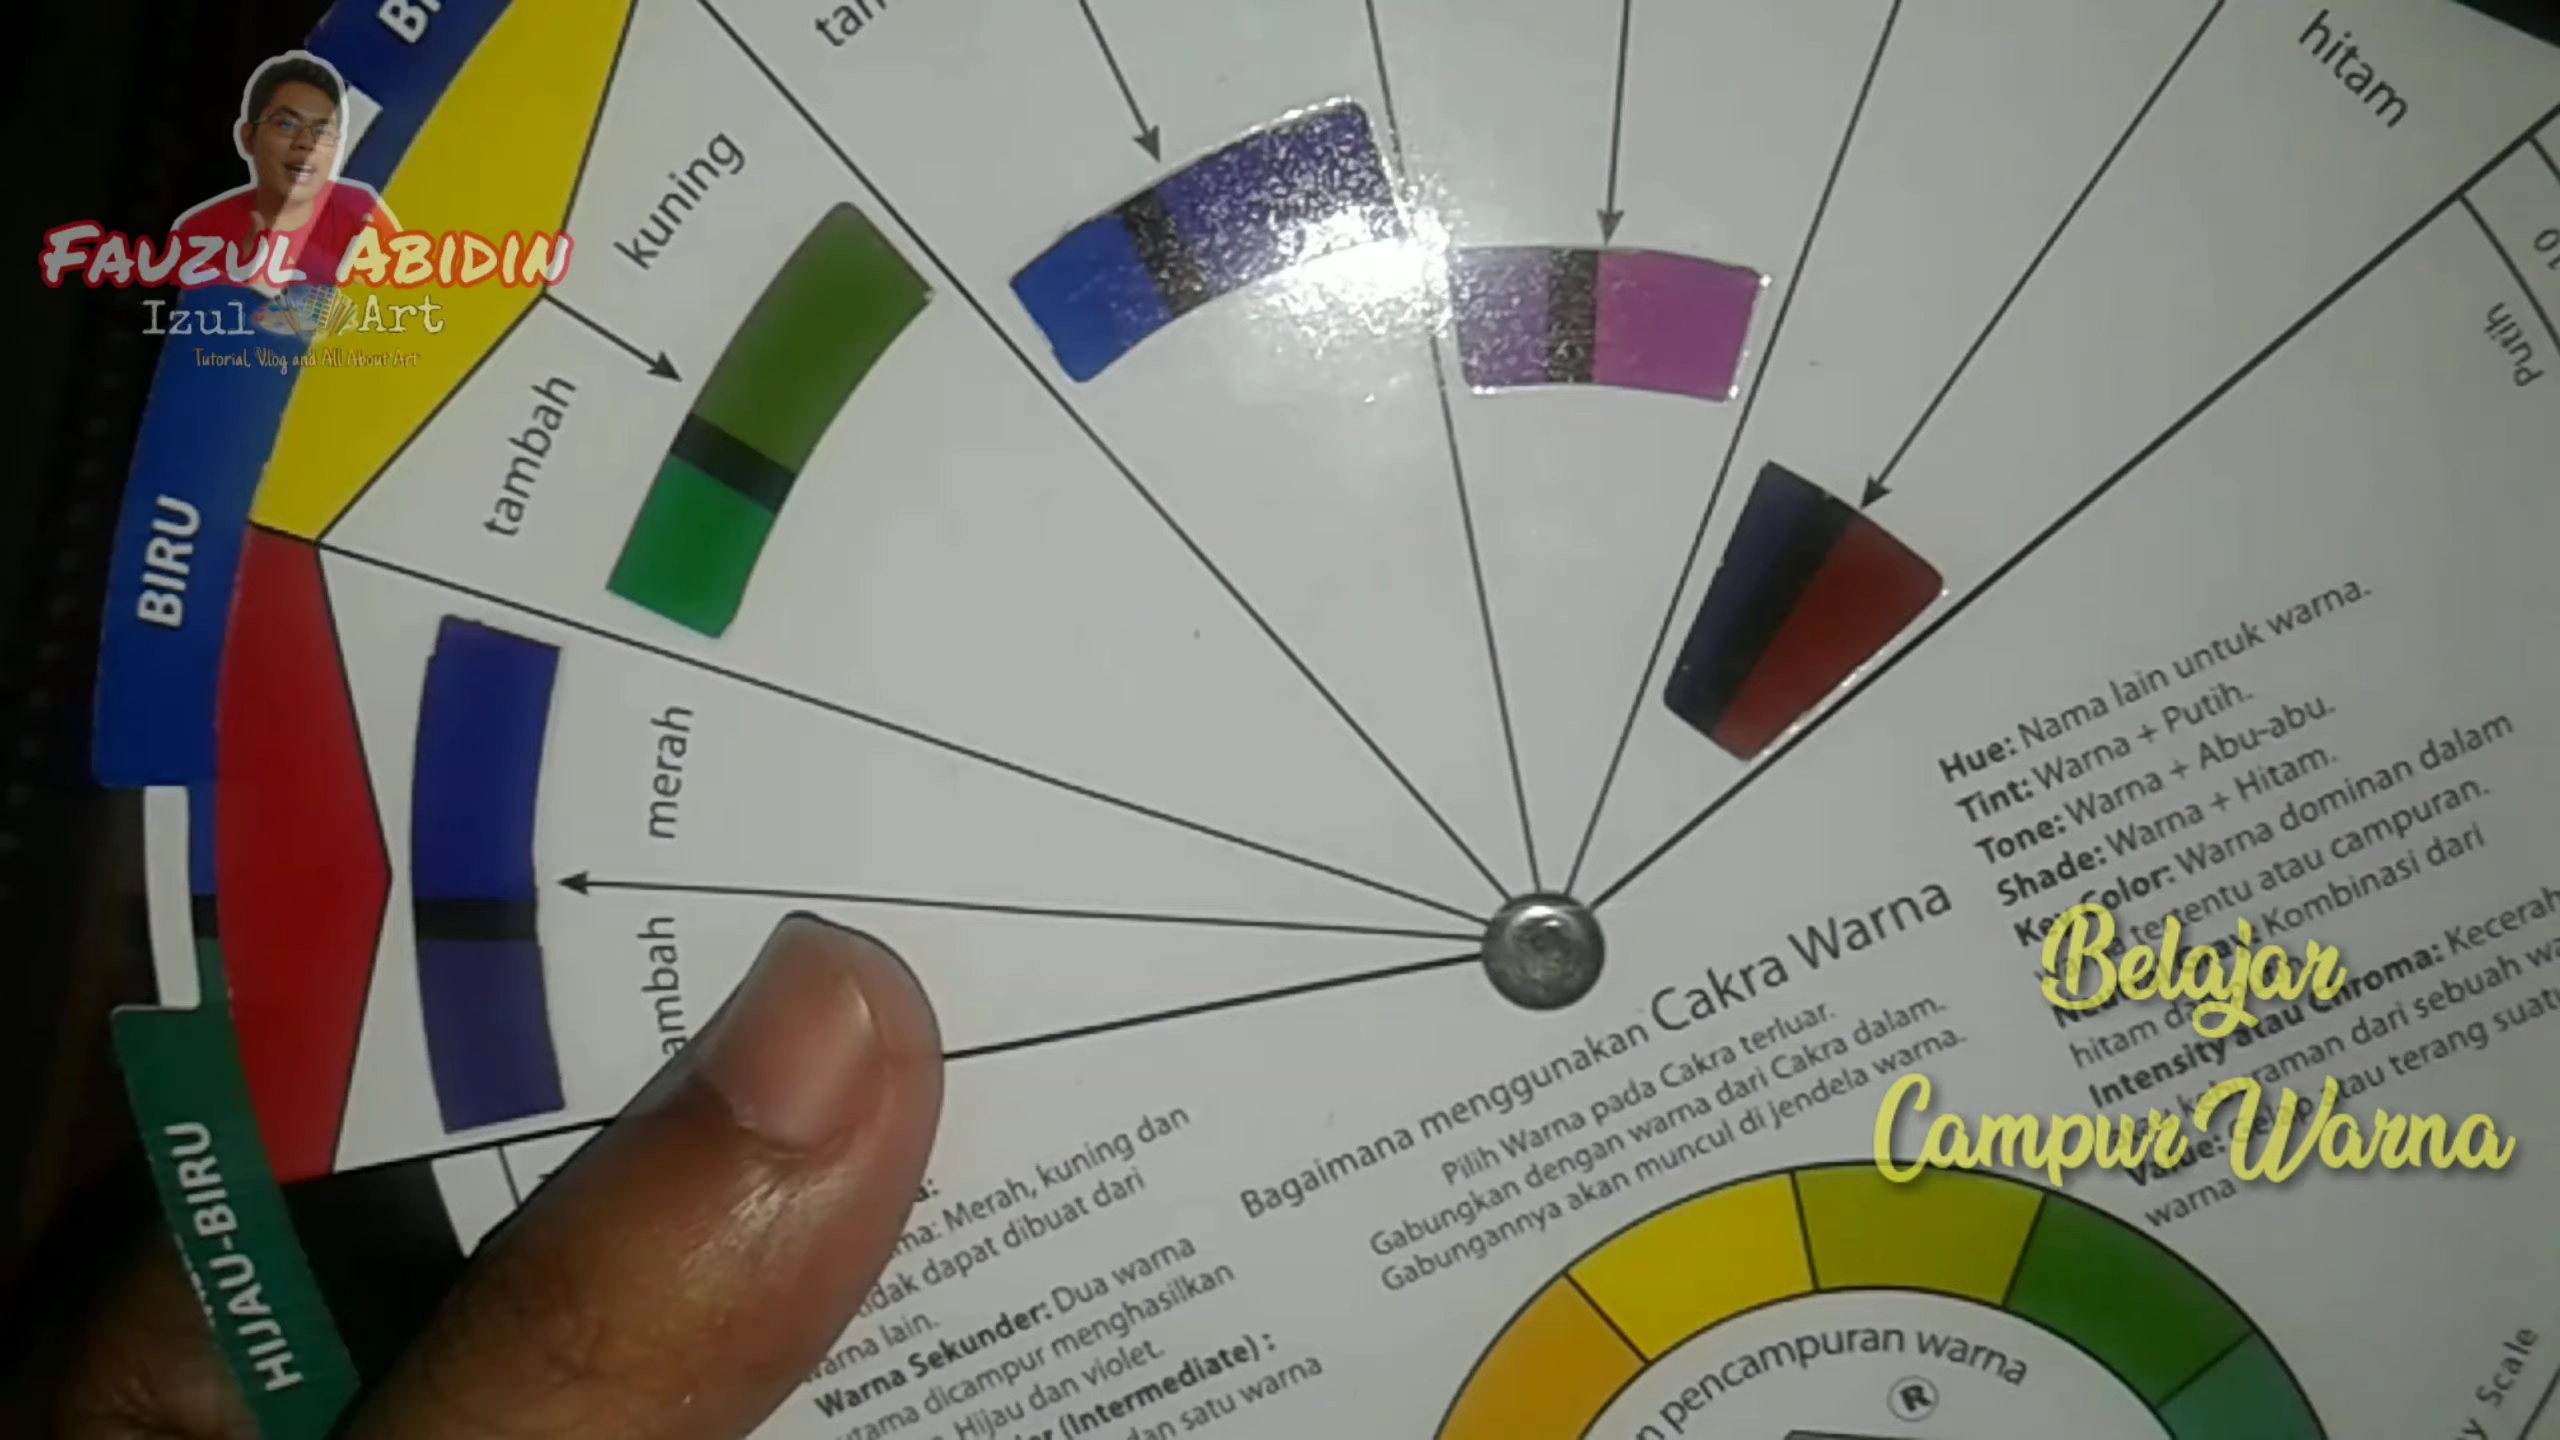 FAUZUL ABIDIN
Izul Art
Tutorial, Vlog and All About Art
BIRU
HIJAU-BIRU
tambah kuning
tambah merah
hitam
10
Putih
Hue: Nama lain untuk warna.
Tint: Warna + Putih.
Tone: Warna + Abu-abu.
Shade: Warna + Hitam.
Key Color: Warna dominan dalam
warna tertentu atau campuran.
Kombinasi dari
hitam
Intensity atau Chroma: Kecerah
dari sebuah
Value: Gelap atau terang
warna
Belajar
Campur Warna
Bagaimana menggunakan Cakra Warna
Pilih Warna pada Cakra terluar.
Gabungkan dengan warna dari Cakra dalam.
Gabungannya akan muncul di jendela warna.
Merah, kuning dan
dapat dibuat dari
lain.
Warna Sekunder: Dua warna
dicampur menghasilkan
Hijau dan violet.
(Intermediate) :
dan satu warna
pencampuran warna
®
Scale